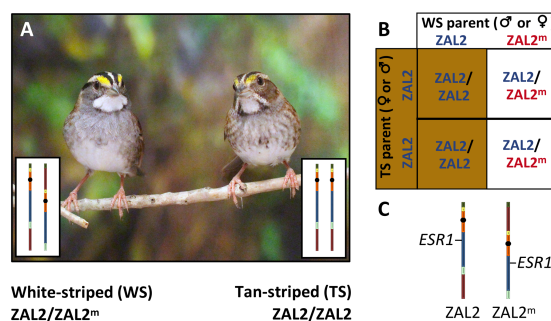 A
White-striped (WS)
ZAL2/ZAL2ᵐ
Tan-striped (TS)
ZAL2/ZAL2
B
WS parent (♂ or ♀)
ZAL2 ZAL2ᵐ
TS parent (♀ or ♂)
ZAL2
ZAL2
ZAL2/
ZAL2
ZAL2/
ZAL2ᵐ
ZAL2/
ZAL2
ZAL2/
ZAL2ᵐ
C
ESR1
ESR1
ZAL2 ZAL2ᵐ